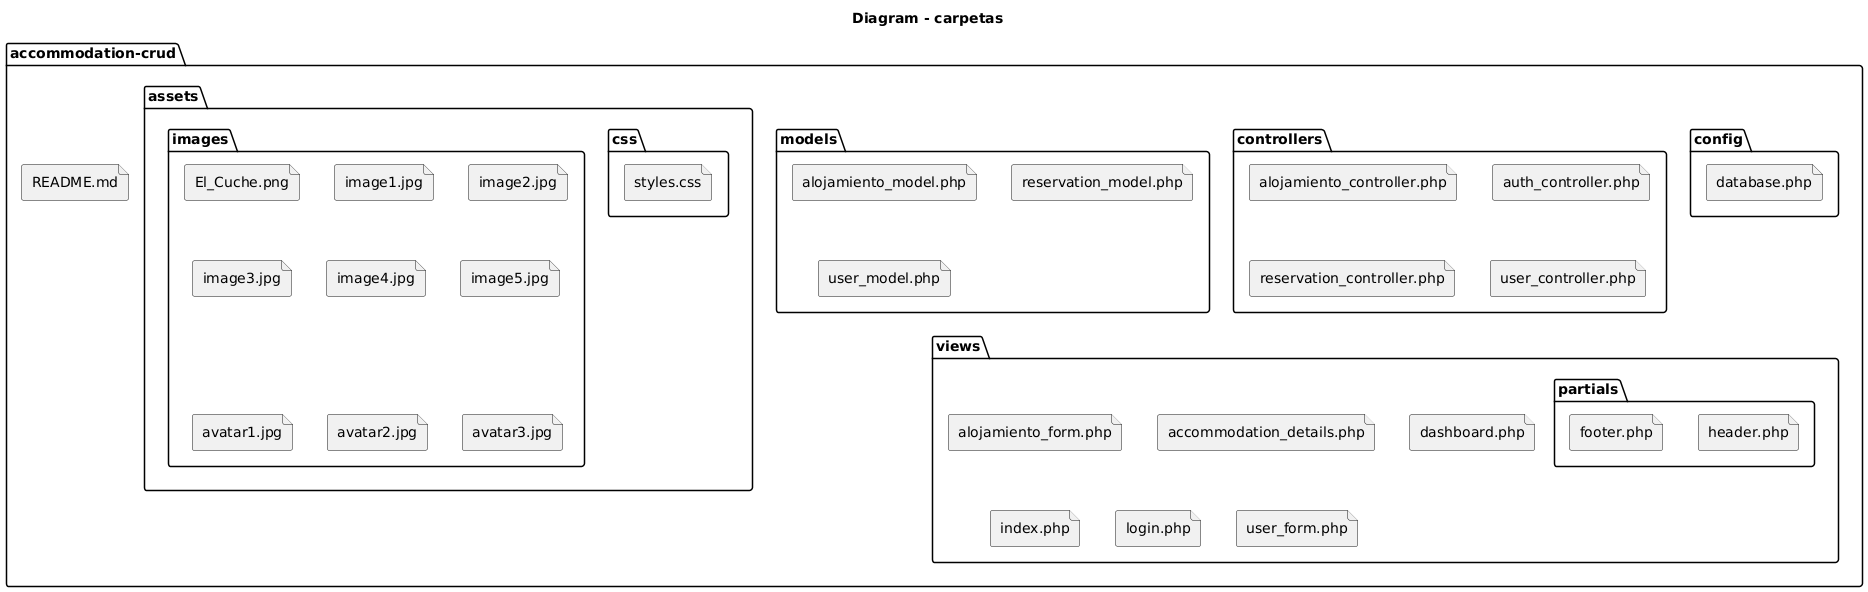 Diagram - carpetas
accommodation-crud
README.md
assets
images
El_Cuche.png
image1.jpg
image2.jpg
image3.jpg
image4.jpg
image5.jpg
avatar1.jpg
avatar2.jpg
avatar3.jpg
css
styles.css
models
alojamiento_model.php
reservation_model.php
user_model.php
controllers
alojamiento_controller.php
auth_controller.php
reservation_controller.php
user_controller.php
config
database.php
views
alojamiento_form.php
accommodation_details.php
dashboard.php
partials
footer.php
header.php
index.php
login.php
user_form.php